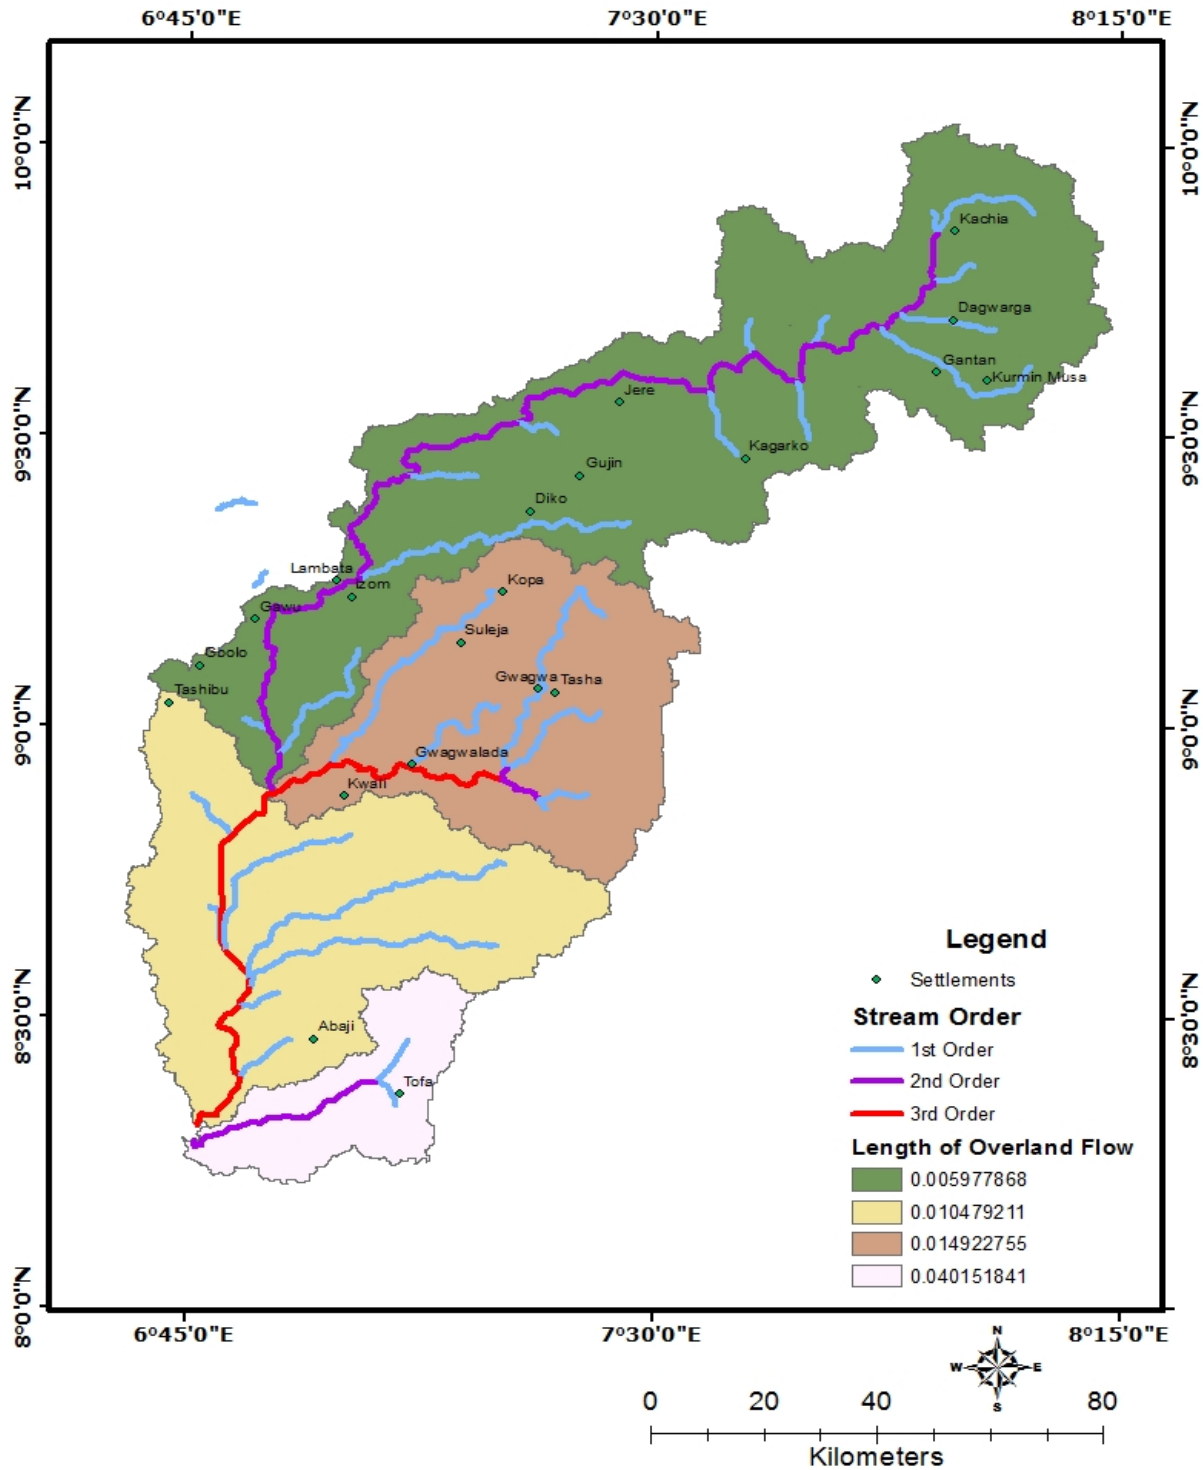 6°45'0"E 7°30'0"E 8°15'0"E
10°0'0"N
10°0'0"N
Kachia
Dagwarga
Gantan
Kurmin Musa
Jere
9°30'0"N
9°30'0"N
Kagarko
Gujin
Diko
Lambata
Izom
Kopa
Gawu
Suleja
Gbolo
Gwagwa Tasha
Tashibu
9°0'0"N
9°0'0"N
Gwagwalada
Kwali
Legend
Settlements
Stream Order
8°30'0"N
8°30'0"N
Abaji
1st Order
Tofa
2nd Order
3rd Order
Length of Overland Flow
0.005977868
0.010479211
0.014922755
0.040151841
8°0'0"N
6°45'0"E 7°30'0"E 8°15'0"E
N
W E
S
0 20 40 80
Kilometers